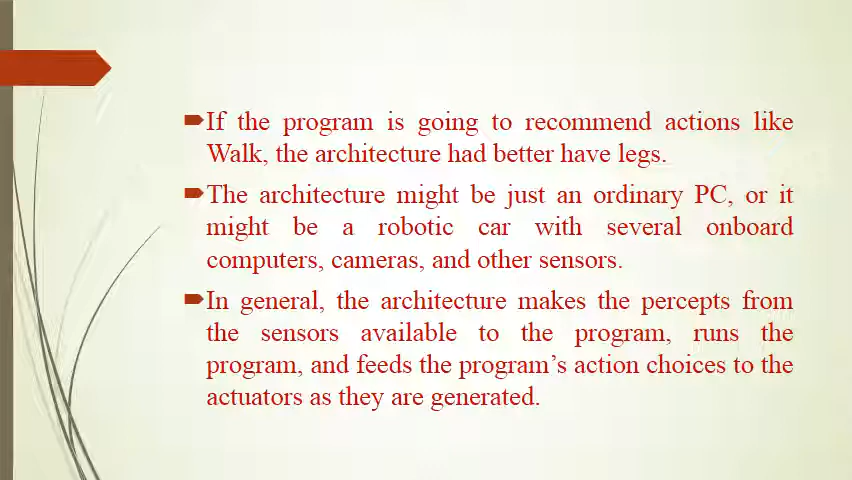 If the program is going to recommend actions like
Walk, the architecture had better have legs.
The architecture might be just an ordinary PC, or it
might be a robotic car with several onboard
computers, cameras, and other sensors.
In general, the architecture makes the percepts from
the sensors available to the program, runs the
program, and feeds the program’s action choices to the
actuators as they are generated.